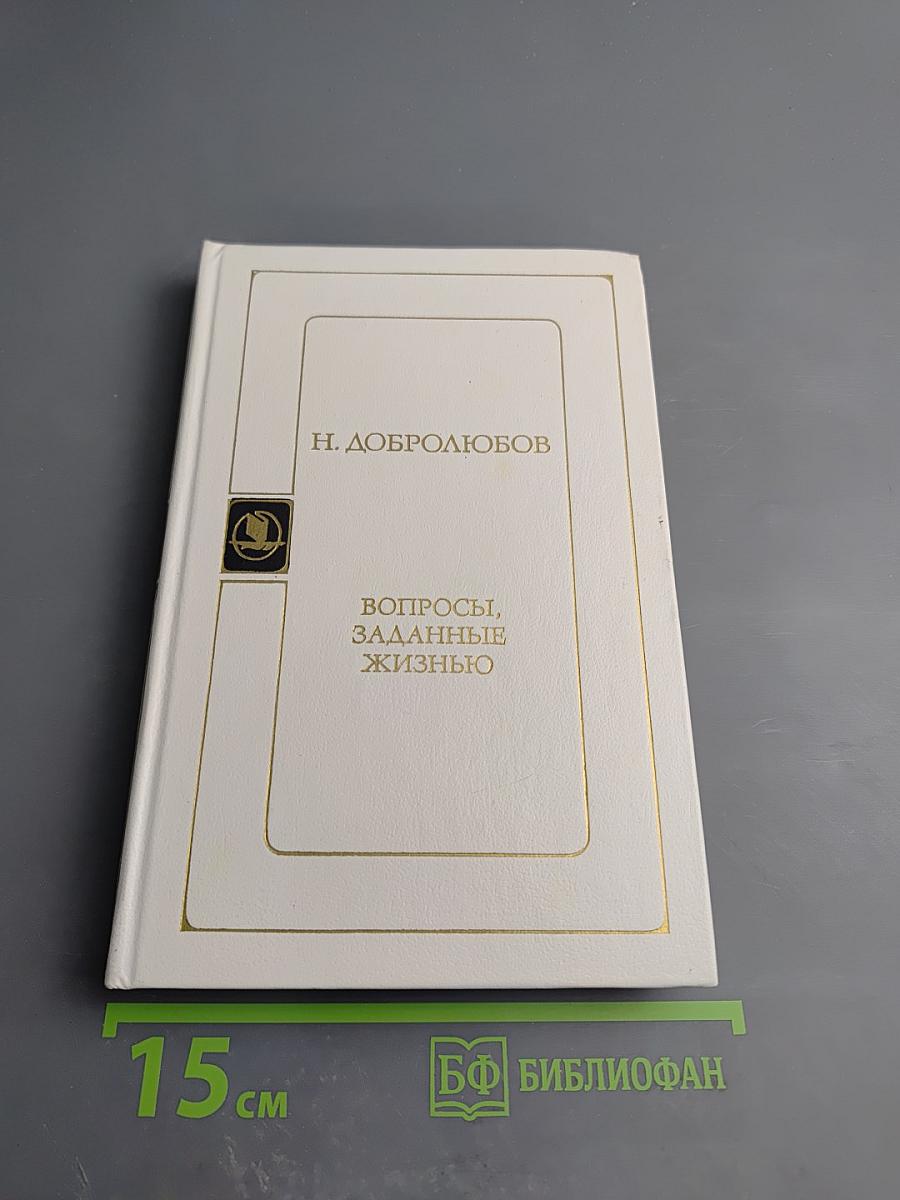 Н. ДОБРОЛЮБОВ
ВОПРОСЫ,
ЗАДАННЫЕ
ЖИЗНЬЮ
15 см
БФ БИБЛИОФАН